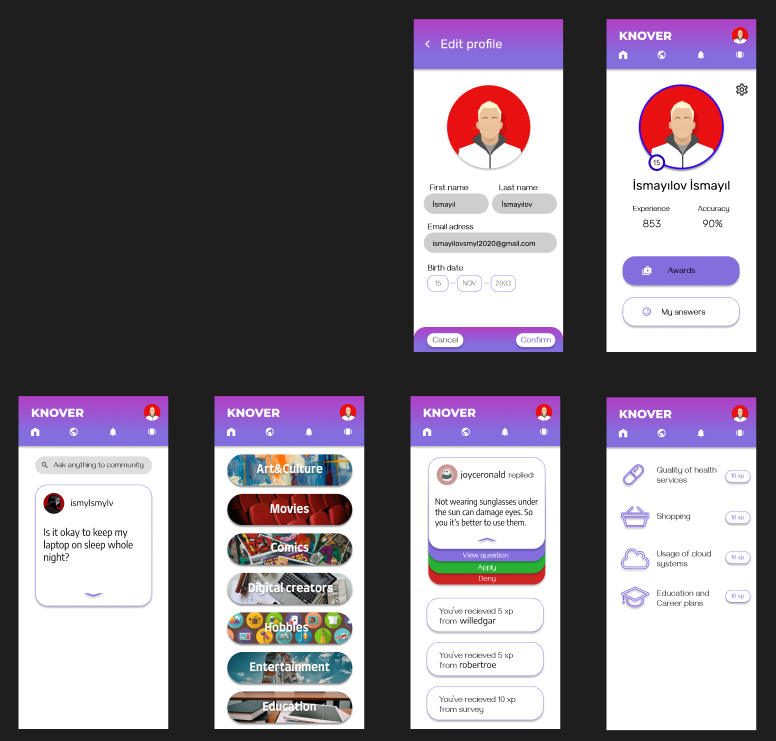 Edit profile
First name
Last name
İsmayıl
İsmayılov
Email adress
ismayilovsmyl2020@gmail.com
Birth date
15
NOV
2003
Cancel
Confirm
KNOVER
15
İsmayılov İsmayıl
Experience
Accuracy
853
90%
Awards
My answers
KNOVER
Ask anything to community
ismylsmylv
Is it okay to keep my
laptop on sleep whole
night?
KNOVER
Art&Culture
Movies
Comics
Digital creators
Hobbies
Entertainment
Education
KNOVER
joyceronald replied:
Not wearing sunglasses under
the sun can damage eyes. So
you it's better to use them.
View question
Apply
Deny
You've recieved 5 xp
from willedgar
You've recieved 5 xp
from robertroe
You've recieved 10 xp
from survey
KNOVER
Quality of health
services
10 xp
Shopping
10 xp
Usage of cloud
systems
10 xp
Education and
Career plans
10 xp